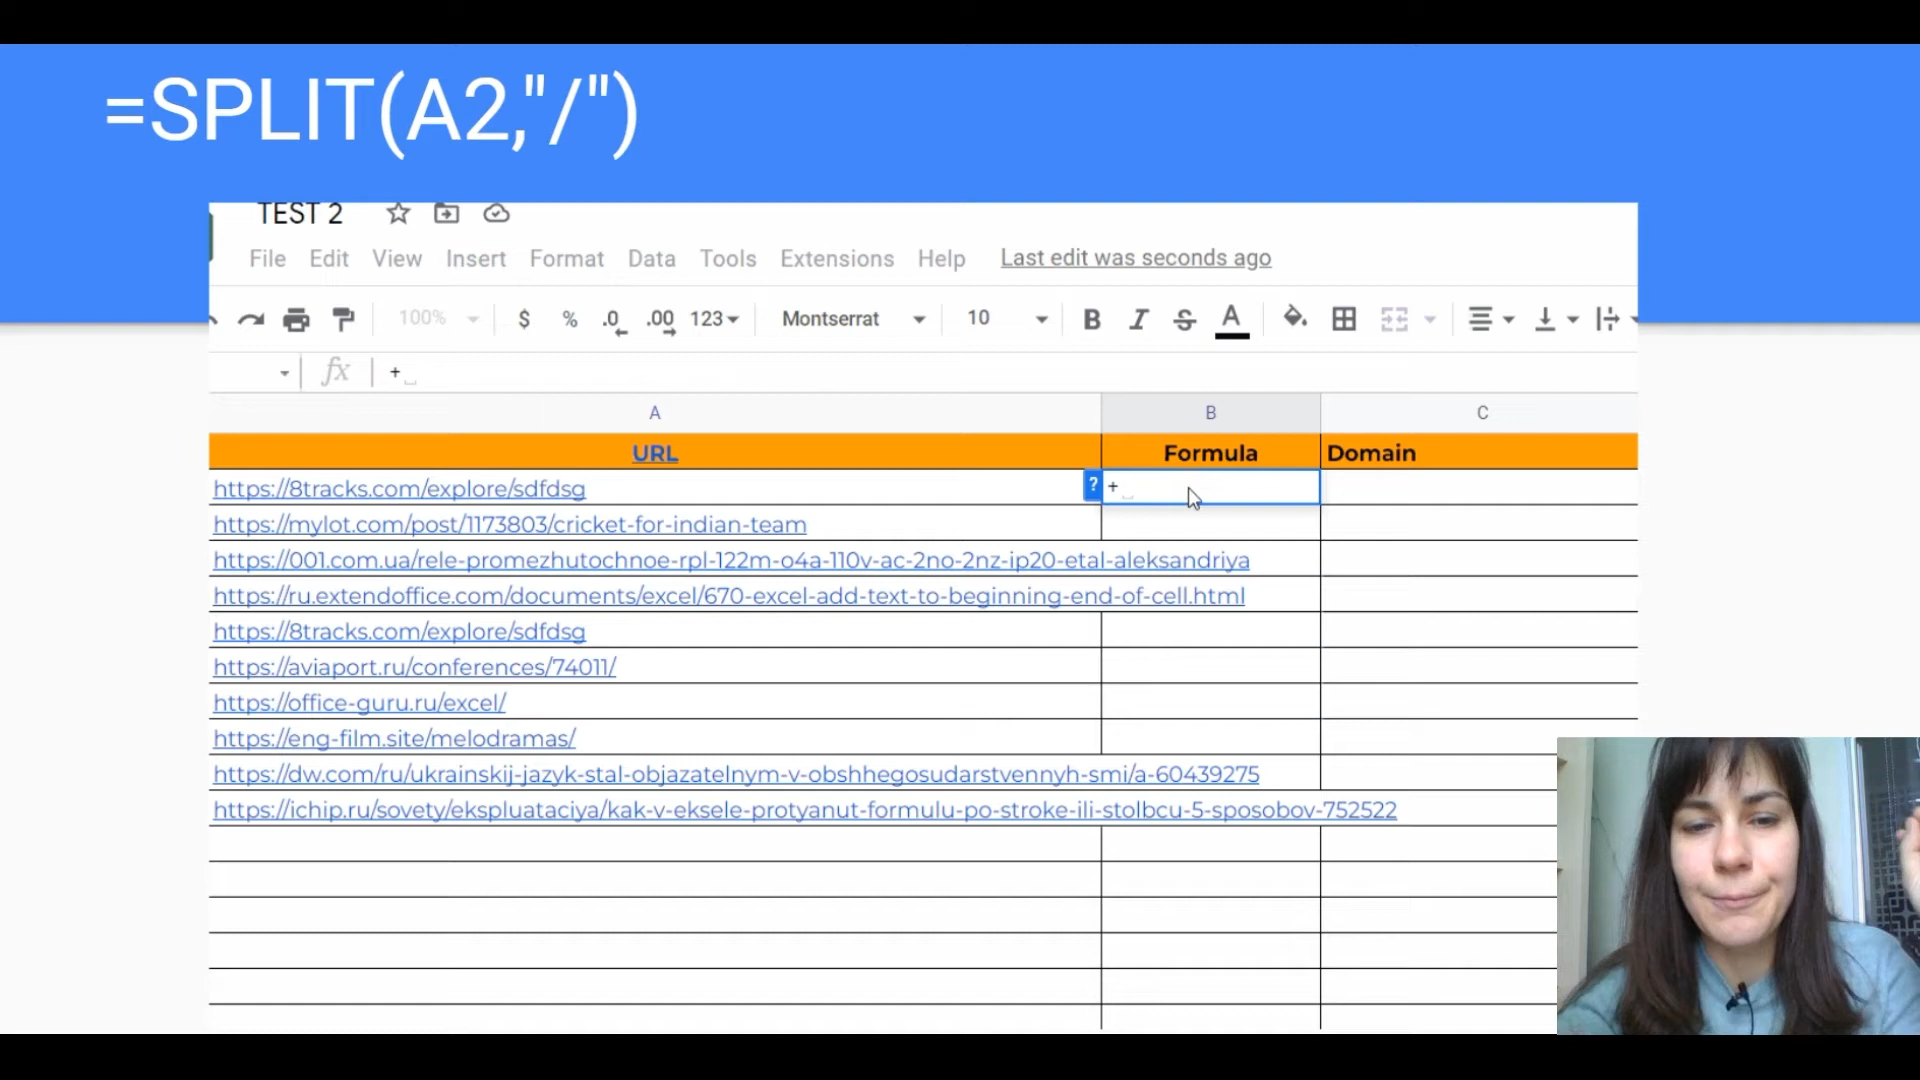 =SPLIT(A2,"/")
TEST 2
File Edit View Insert Format Data Tools Extensions Help Last edit was seconds ago
100% $ % .0 .00 123 Montserrat 10 B I S A
fx +
A B C
URL Formula Domain
https://8tracks.com/explore/sdfdsg ? +
https://mylot.com/post/1173803/cricket-for-indian-team
https://001.com.ua/rele-promezhutochnoe-rpl-122m-o4a-110v-ac-2no-2nz-ip20-etal-aleksandriya
https://ru.extendoffice.com/documents/excel/670-excel-add-text-to-beginning-end-of-cell.html
https://8tracks.com/explore/sdfdsg
https://aviaport.ru/conferences/74011/
https://office-guru.ru/excel/
https://eng-film.site/melodramas/
https://dw.com/ru/ukrainskij-jazyk-stal-objazatelnym-v-obshhegosudarstvennyh-smi/a-60439275
https://ichip.ru/sovety/ekspluataciya/kak-v-eksele-protyanut-formulu-po-stroke-ili-stolbcu-5-sposobov-752522